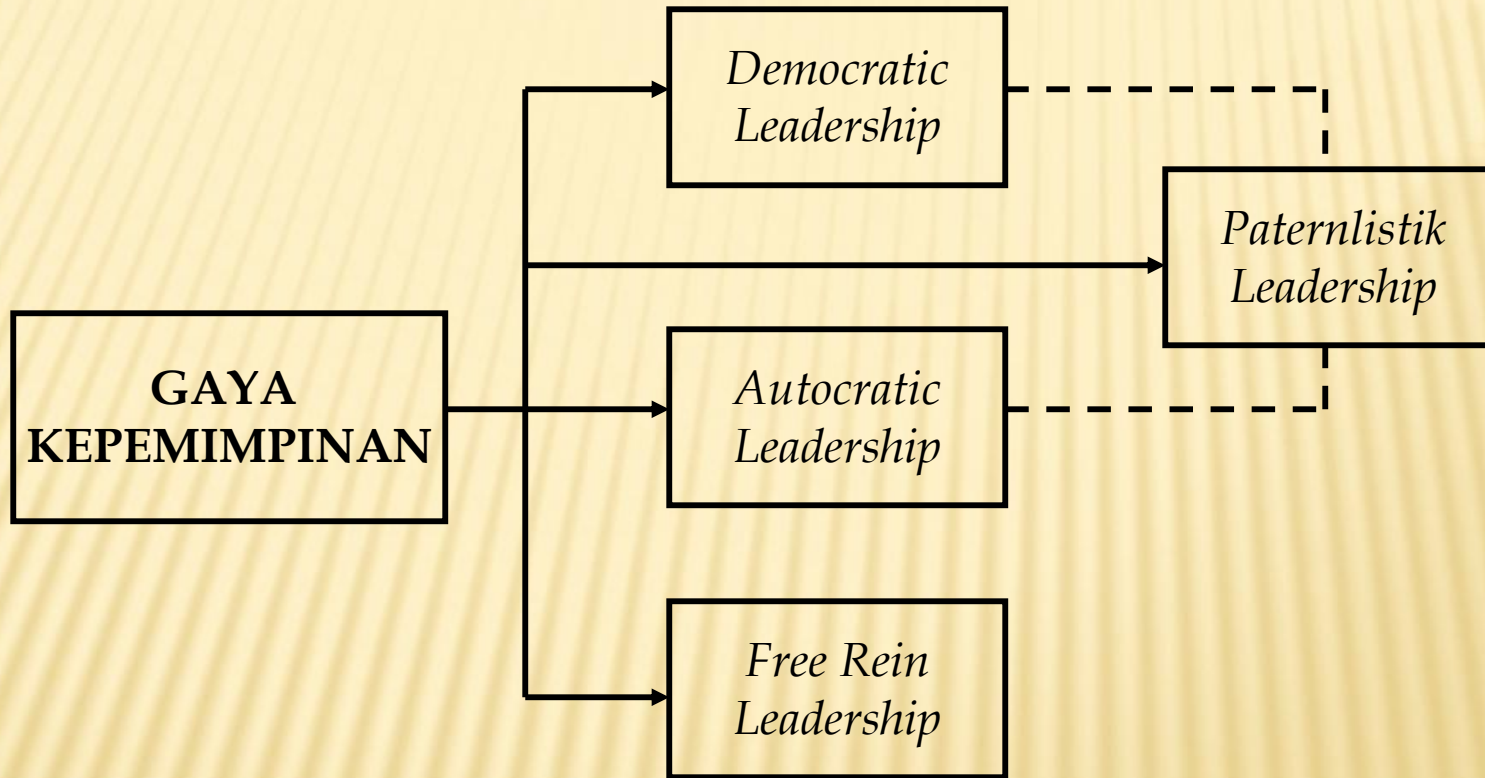 Democratic
Leadership
Paternlistik
Leadership
GAYA
KEPEMIMPINAN
Autocratic
Leadership
Free Rein
Leadership